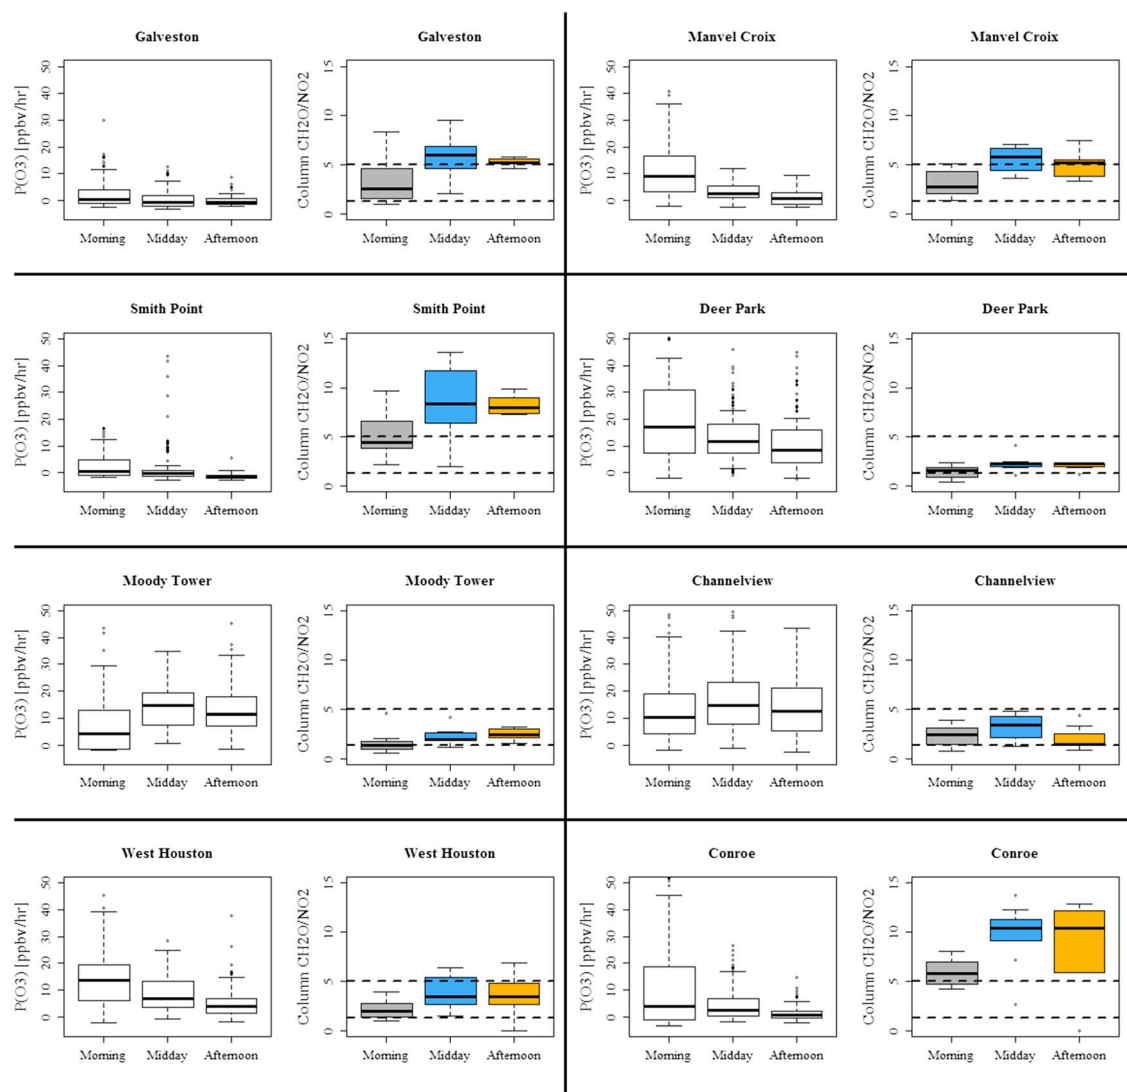 Galveston
P(O3) [ppbv/hr]
50
40
30
20
10
0
Morning Midday Afternoon
Galveston
Column CH2O/NO2
15
10
5
0
Morning Midday Afternoon
Manvel Croix
P(O3) [ppbv/hr]
50
40
30
20
10
0
Morning Midday Afternoon
Manvel Croix
Column CH2O/NO2
15
10
5
0
Morning Midday Afternoon
Smith Point
P(O3) [ppbv/hr]
50
40
30
20
10
0
Morning Midday Afternoon
Smith Point
Column CH2O/NO2
15
10
5
0
Morning Midday Afternoon
Deer Park
P(O3) [ppbv/hr]
50
40
30
20
10
0
Morning Midday Afternoon
Deer Park
Column CH2O/NO2
15
10
5
0
Morning Midday Afternoon
Moody Tower
P(O3) [ppbv/hr]
50
40
30
20
10
0
Morning Midday Afternoon
Moody Tower
Column CH2O/NO2
15
10
5
0
Morning Midday Afternoon
Channelview
P(O3) [ppbv/hr]
50
40
30
20
10
0
Morning Midday Afternoon
Channelview
Column CH2O/NO2
15
10
5
0
Morning Midday Afternoon
West Houston
P(O3) [ppbv/hr]
50
40
30
20
10
0
Morning Midday Afternoon
West Houston
Column CH2O/NO2
15
10
5
0
Morning Midday Afternoon
Conroe
P(O3) [ppbv/hr]
50
40
30
20
10
0
Morning Midday Afternoon
Conroe
Column CH2O/NO2
15
10
5
0
Morning Midday Afternoon